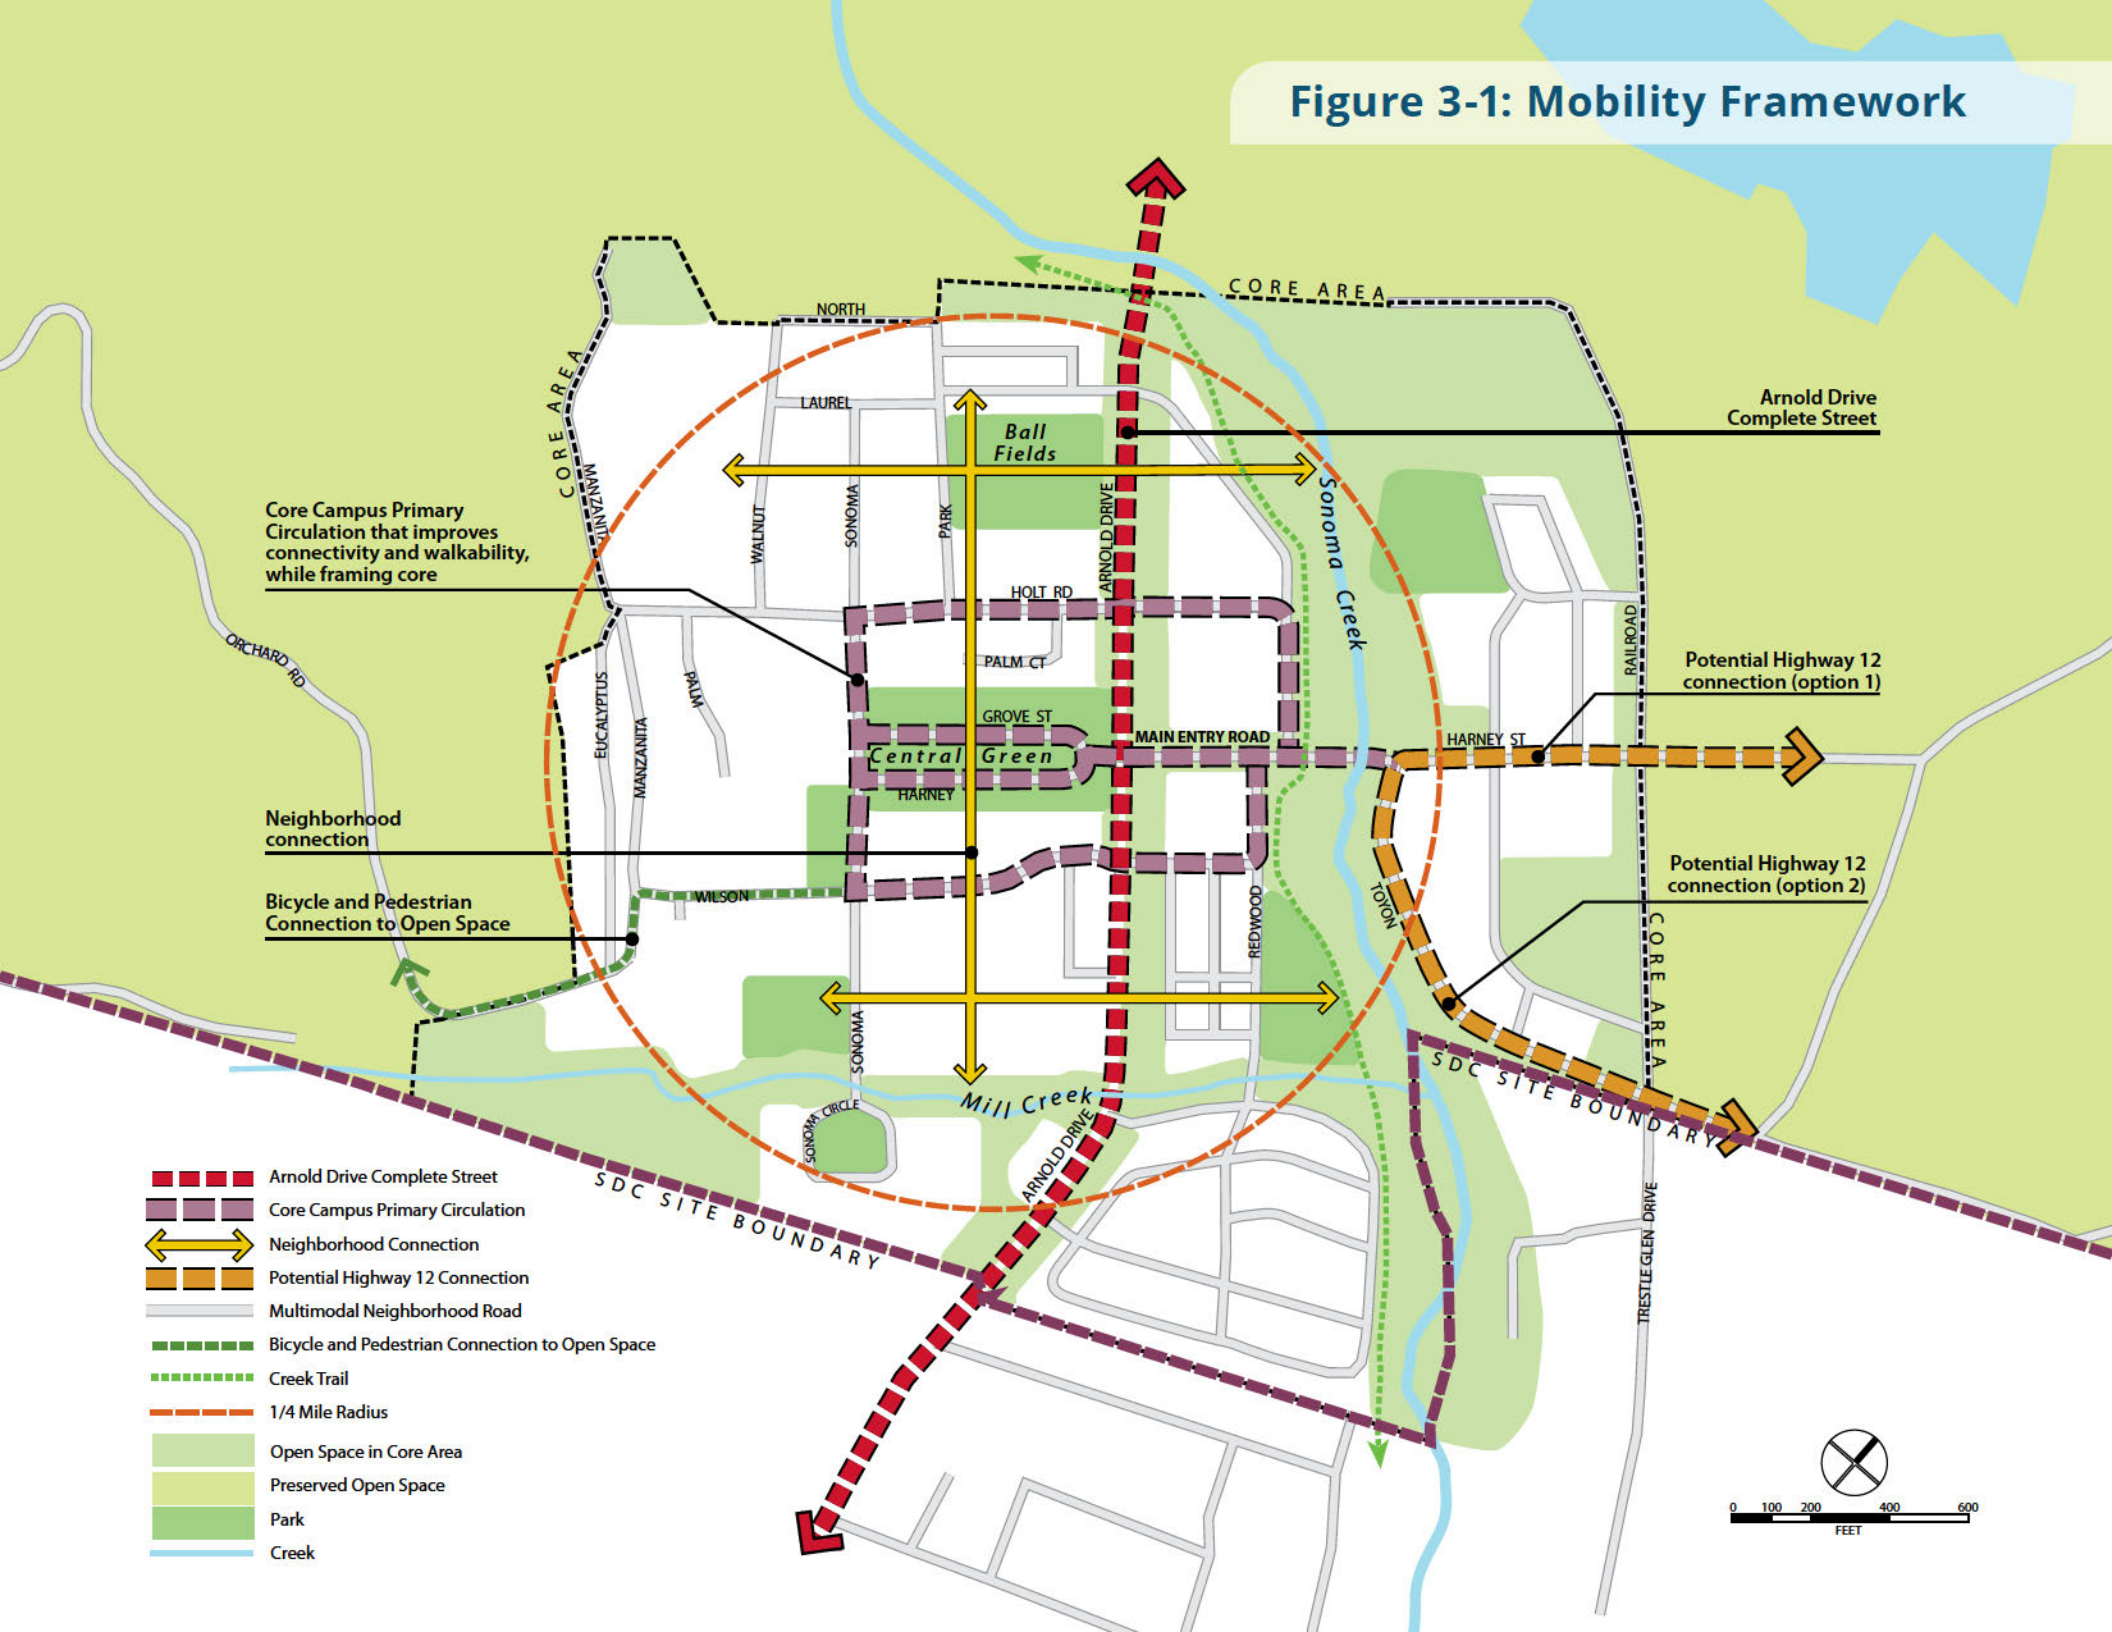 Figure 3-1: Mobility Framework
CORE AREA
NORTH
CORE AREA
LAUREL
Ball
Fields
Arnold Drive
Complete Street
MANZANITA
WALNUT
SONOMA
PARK
ARNOLD DRIVE
Sonoma Creek
Core Campus Primary
Circulation that improves
connectivity and walkability,
while framing core
HOLT RD
PALM CT
ORCHARD RD
EUCALYPTUS
MANZANITA
PALM
RAILROAD
Potential Highway 12
connection (option 1)
GROVE ST
MAIN ENTRY ROAD
HARNEY ST
Central Green
HARNEY
Neighborhood
connection
Potential Highway 12
connection (option 2)
Bicycle and Pedestrian
Connection to Open Space
WILSON
TOYON
REDWOOD
CORE AREA
SONOMA
SDC SITE BOUNDARY
Mill Creek
SONOMA CIRCLE
ARNOLD DRIVE
SDC SITE BOUNDARY
TRESTLE GLEN DRIVE
Arnold Drive Complete Street
Core Campus Primary Circulation
Neighborhood Connection
Potential Highway 12 Connection
Multimodal Neighborhood Road
Bicycle and Pedestrian Connection to Open Space
Creek Trail
1/4 Mile Radius
Open Space in Core Area
Preserved Open Space
Park
Creek
0 100 200 400 600
FEET